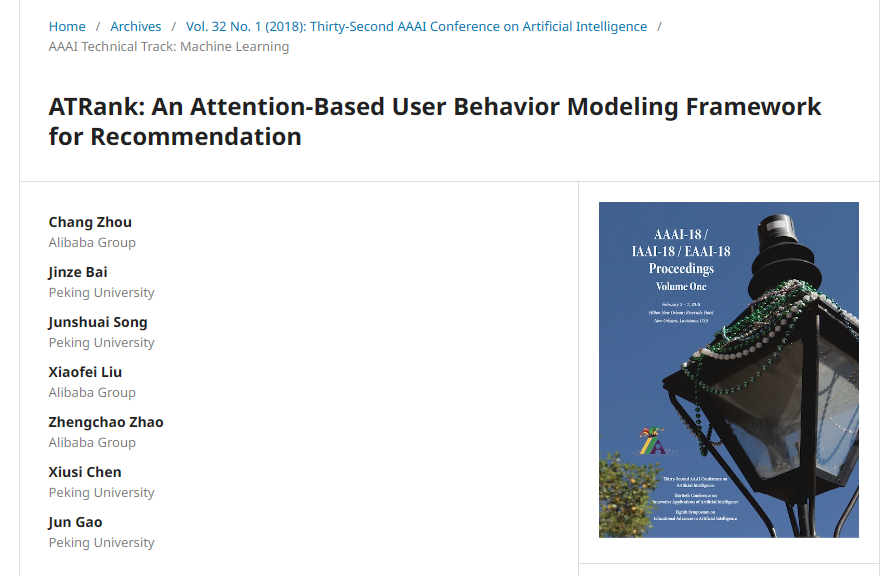 Home / Archives / Vol. 32 No. 1 (2018): Thirty-Second AAAI Conference on Artificial Intelligence /
AAAI Technical Track: Machine Learning
ATRank: An Attention-Based User Behavior Modeling Framework
for Recommendation
Chang Zhou
Alibaba Group
Jinze Bai
Peking University
Junshuai Song
Peking University
Xiaofei Liu
Alibaba Group
Zhengchao Zhao
Alibaba Group
Xiusi Chen
Peking University
Jun Gao
Peking University
AAAI-18 /
IAAI-18 / EAAI-18
Proceedings
Volume One
February 2 – 7, 2018
Hilton New Orleans Riverside Hotel
New Orleans, Louisiana, USA
Thirty-Second AAAI Conference on
Artificial Intelligence
Thirtieth Conference on
Innovative Applications of Artificial Intelligence
Eighth Symposium on
Educational Advances in Artificial Intelligence